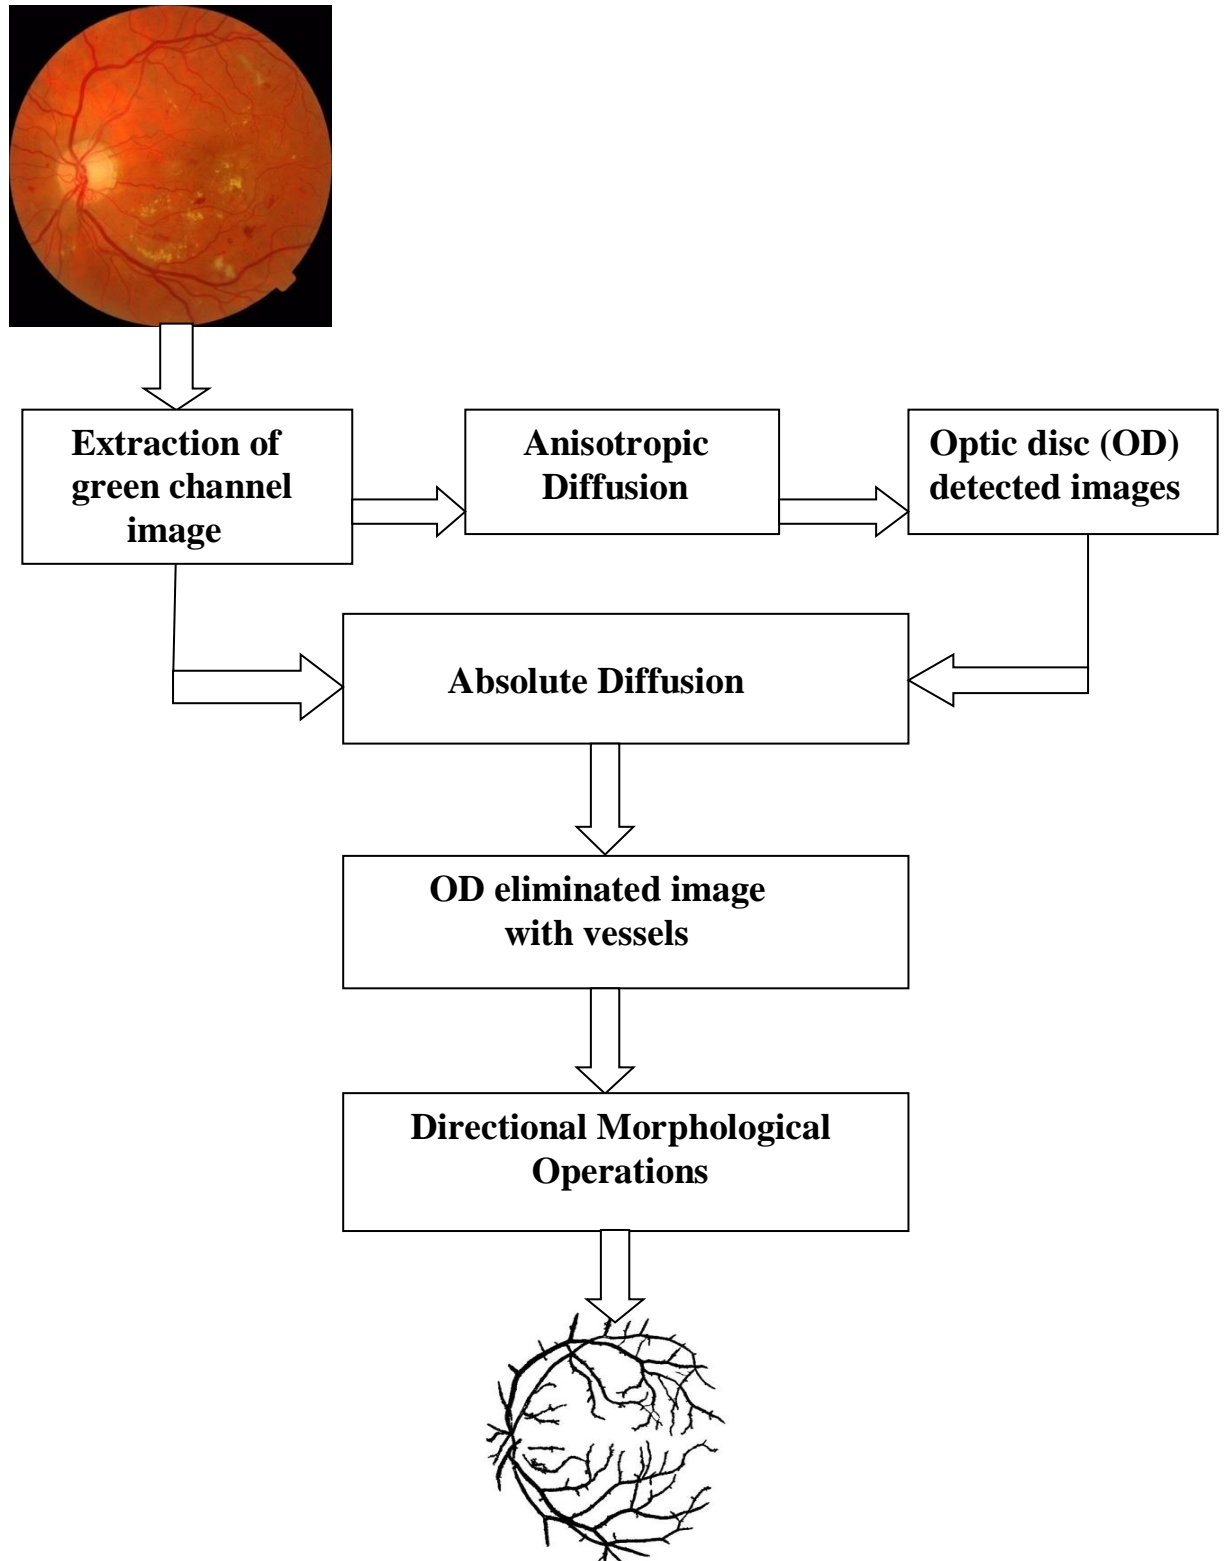 Extraction of
green channel
image
Anisotropic
Diffusion
Optic disc (OD)
detected images
Absolute Diffusion
OD eliminated image
with vessels
Directional Morphological
Operations